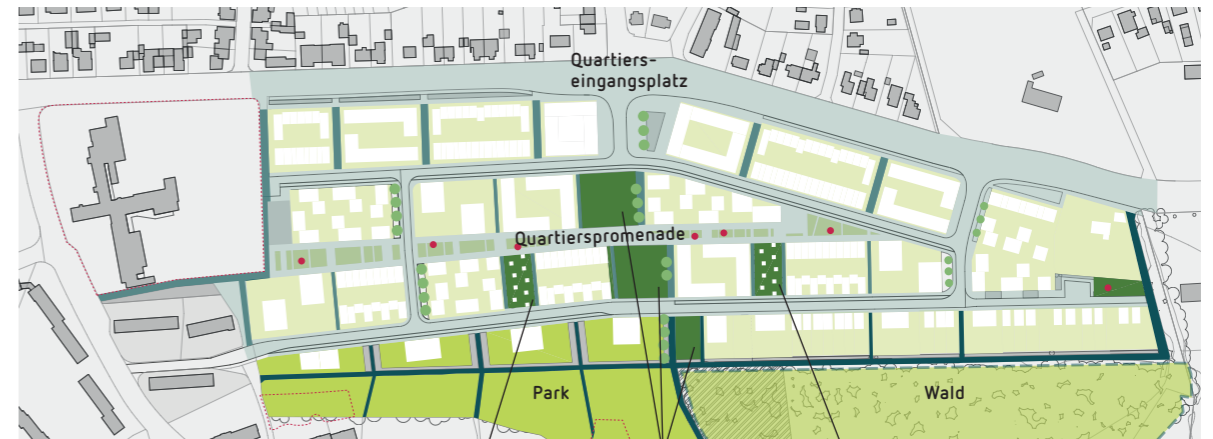 Quartiers-
eingangsplatz
Quartierspromenade
Park
Wald